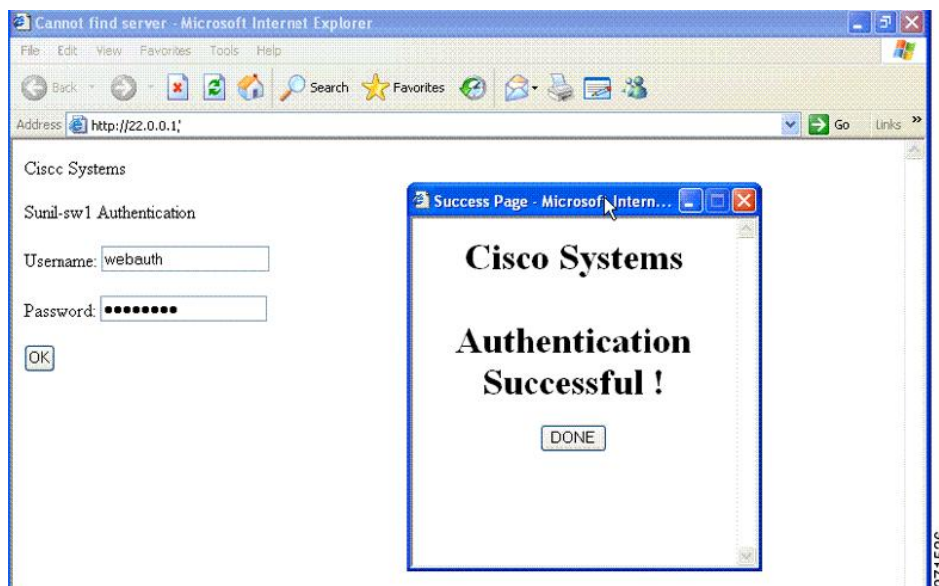 Cannot find server - Microsoft Internet Explorer
File Edit View Favorites Tools Help
Back Search Favorites
Address http://22.0.0.1/ Go Links »
Cisco Systems
Sunil-sw1 Authentication
Username: webauth
Password: ••••••••
OK
Success Page - Microsoft Intern...
Cisco Systems
Authentication
Successful !
DONE